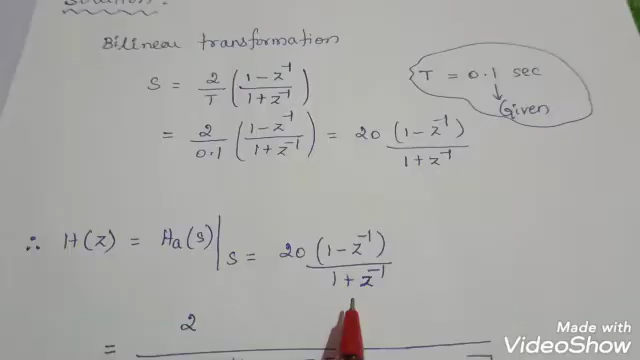 Solution:
Bilinear transformation
S = 2/T (1-z⁻¹ / 1+z⁻¹)
T = 0.1 sec
Given
= 2/0.1 (1-z⁻¹ / 1+z⁻¹) = 20 (1-z⁻¹) / 1+z⁻¹
∴ H(z) = Ha(s) | S = 20 (1-z⁻¹) / 1+z⁻¹
= 2
Made with
VideoShow